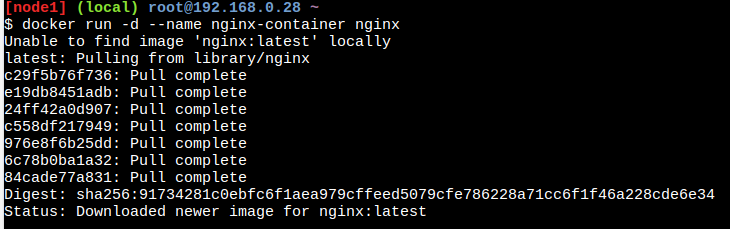 [node1] (local) root@192.168.0.28 ~
$ docker run -d --name nginx-container nginx
Unable to find image 'nginx:latest' locally
latest: Pulling from library/nginx
c29f5b76f736: Pull complete
e19db8451adb: Pull complete
24ff42a0d907: Pull complete
c558df217949: Pull complete
976e8f6b25dd: Pull complete
6c78b0ba1a32: Pull complete
84cade77a831: Pull complete
Digest: sha256:91734281c0ebfc6f1aea979cffeed5079cfe786228a71cc6f1f46a228cde6e34
Status: Downloaded newer image for nginx:latest